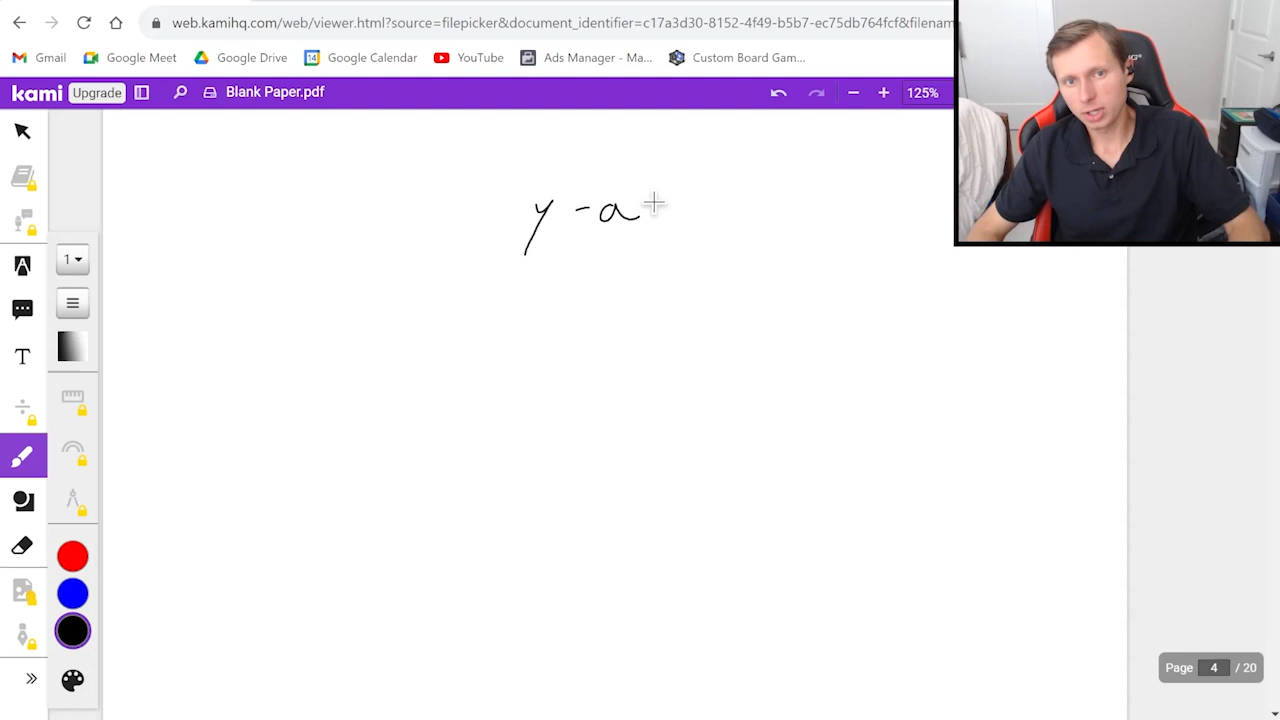 web.kamihq.com/web/viewer.html?source=filepicker&document_identifier=c17a3d30-8152-4f49-b5b7-ec75db764fcf&filenam
Gmail Google Meet Google Drive 14 Google Calendar YouTube Ads Manager - Ma... Custom Board Gam...
kami Upgrade Blank Paper.pdf 125%
y -a
1
T
Page 4 / 20